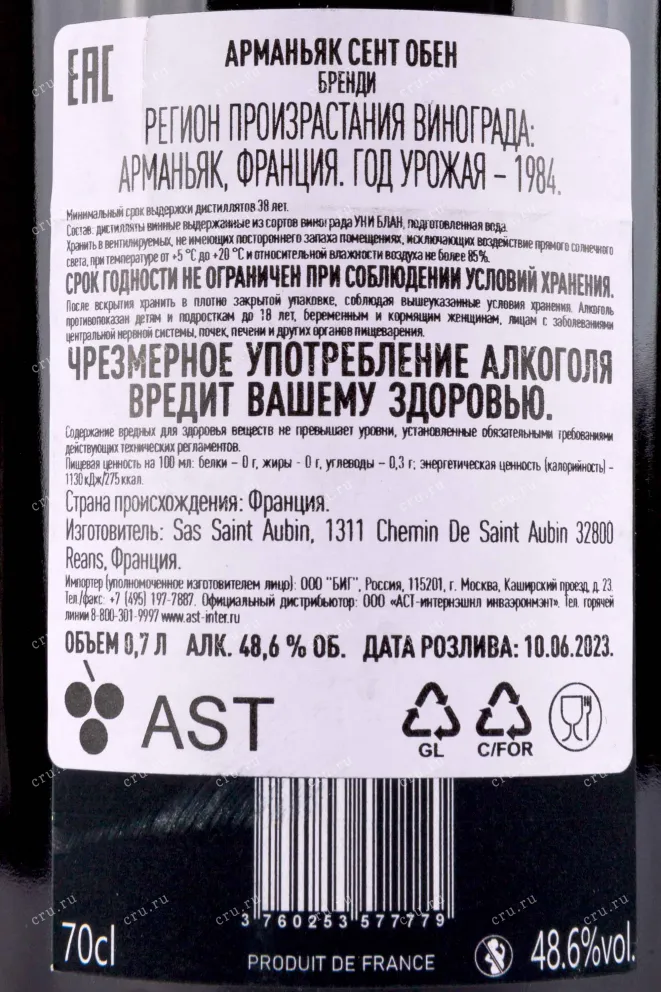 EAC
АРМАНЬЯК СЕНТ ОБЕН
БРЕНДИ
РЕГИОН ПРОИЗРАСТАНИЯ ВИНОГРАДА:
АРМАНЬЯК, ФРАНЦИЯ. ГОД УРОЖАЯ – 1984.
Минимальный срок выдержки дистиллятов 38 лет.
Состав: дистилляты винные выдержанные из сортов винограда УНИ БЛАН, подготовленная вода.
Хранить в вентилируемых, не имеющих постороннего запаха помещениях, исключающих воздействие прямого солнечного
света, при температуре от +5 °С до +20 °С и относительной влажности воздуха не более 85%.
СРОК ГОДНОСТИ НЕ ОГРАНИЧЕН ПРИ СОБЛЮДЕНИИ УСЛОВИЙ ХРАНЕНИЯ.
После вскрытия хранить в плотно закрытой упаковке, соблюдая вышеуказанные условия хранения. Алкоголь
противопоказан детям и подросткам до 18 лет, беременным и кормящим женщинам, лицам с заболеваниями
центральной нервной системы, почек, печени и других органов пищеварения.
ЧРЕЗМЕРНОЕ УПОТРЕБЛЕНИЕ АЛКОГОЛЯ
ВРЕДИТ ВАШЕМУ ЗДОРОВЬЮ.
Содержание вредных для здоровья веществ не превышает уровни, установленные обязательными требованиями
действующих технических регламентов.
Пищевая ценность на 100 мл: белки – 0 г, жиры - 0 г, углеводы – 0,3 г; энергетическая ценность (калорийность) –
1130 кДж/275 ккал.
Страна происхождения: Франция.
Изготовитель: Sas Saint Aubin, 1311 Chemin De Saint Aubin 32800
Reans, Франция.
Импортер (уполномоченное изготовителем лицо): ООО "БИГ", Россия, 115201, г. Москва, Каширский проезд, д. 23.
Тел./факс: +7 (495) 197-7887. Официальный дистрибьютор: ООО «АСТ-интернэшнл инваэронмэнт». Тел. горячей
линии 8-800-301-9997 www.ast-inter.ru
ОБЪЕМ 0,7 Л АЛК. 48,6 % ОБ. ДАТА РОЗЛИВА: 10.06.2023.
AST
GL C/FOR
3 760253 577779
70cl PRODUIT DE FRANCE 48.6%vol.